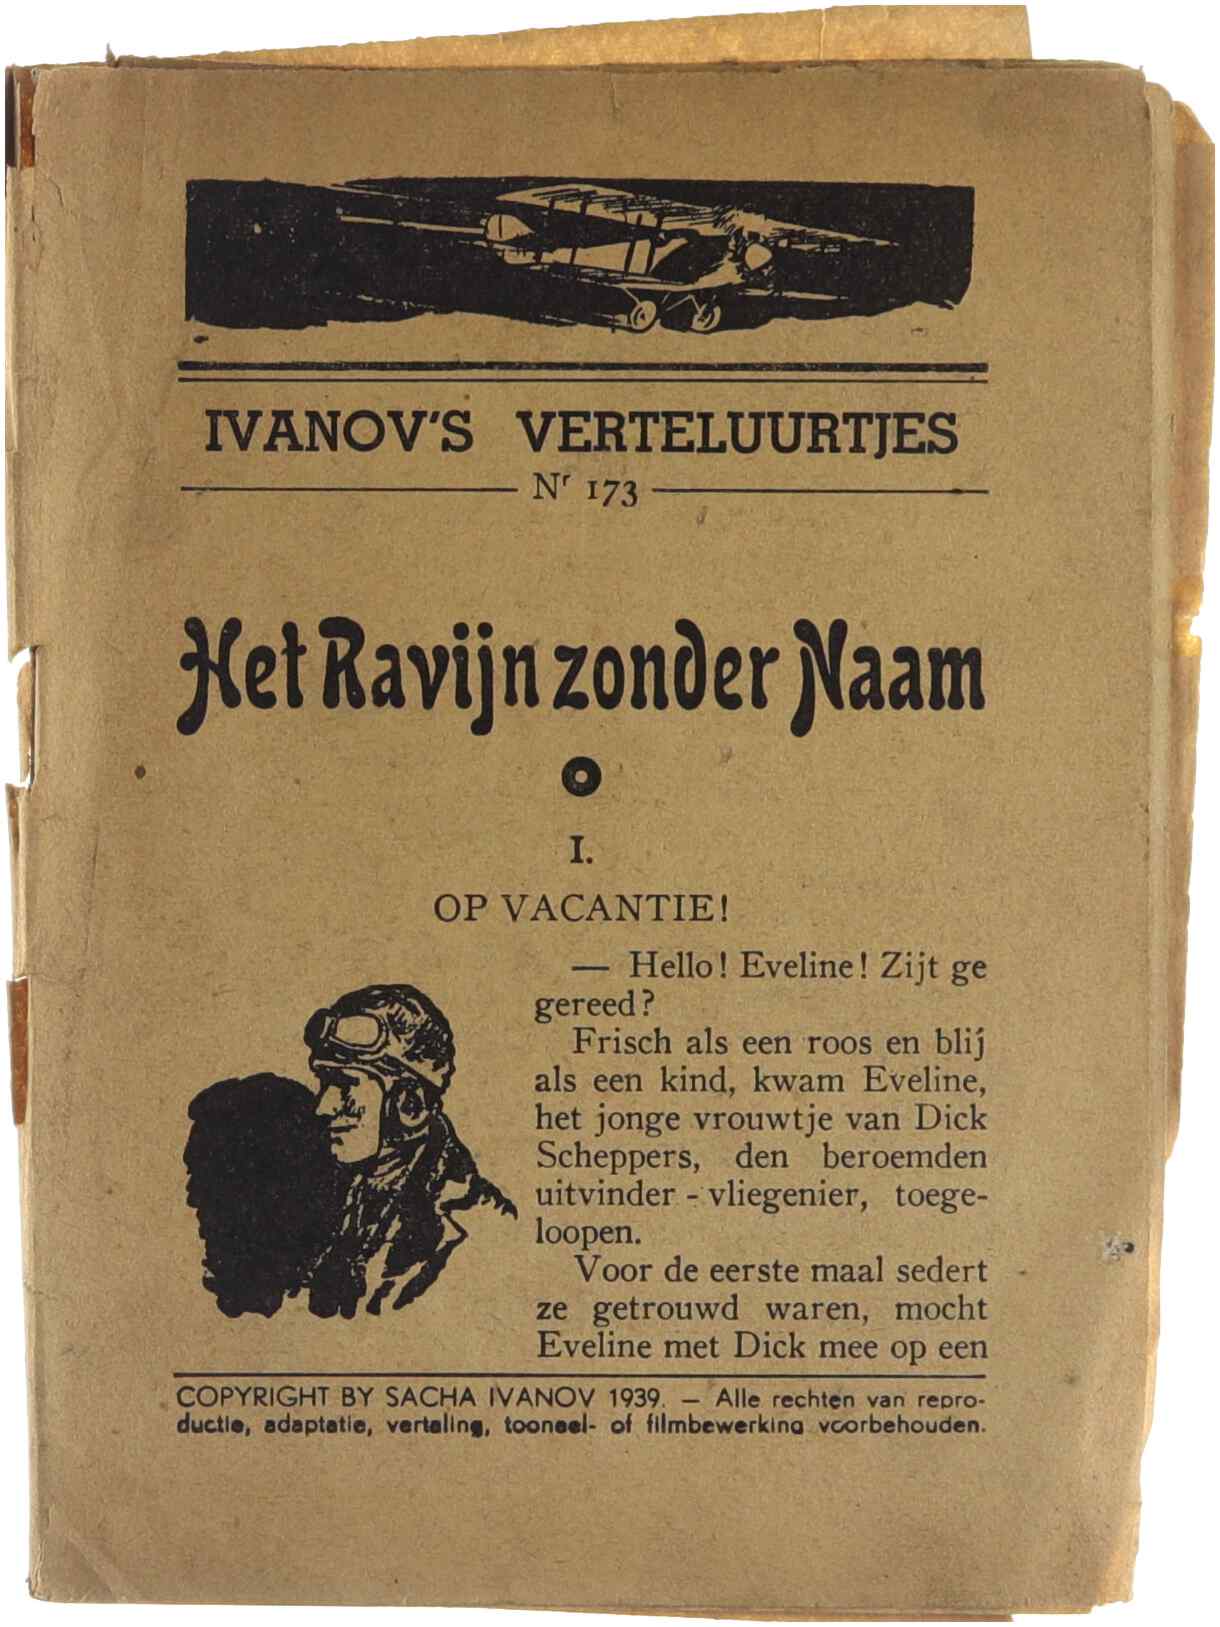 IVANOV'S VERTELUURTJES
Nr 173
Het Ravijn zonder Naam
I.
OP VACANTIE!
— Hello! Eveline! Zijt ge
gereed?
Frisch als een roos en blij
als een kind, kwam Eveline,
het jonge vrouwtje van Dick
Scheppers, den beroemden
uitvinder - vliegenier, toege-
loopen.
Voor de eerste maal sedert
ze getrouwd waren, mocht
Eveline met Dick mee op een
COPYRIGHT BY SACHA IVANOV 1939. — Alle rechten van repro-
ductie, adaptatie, vertaling, tooneel- of filmbewerking voorbehouden.